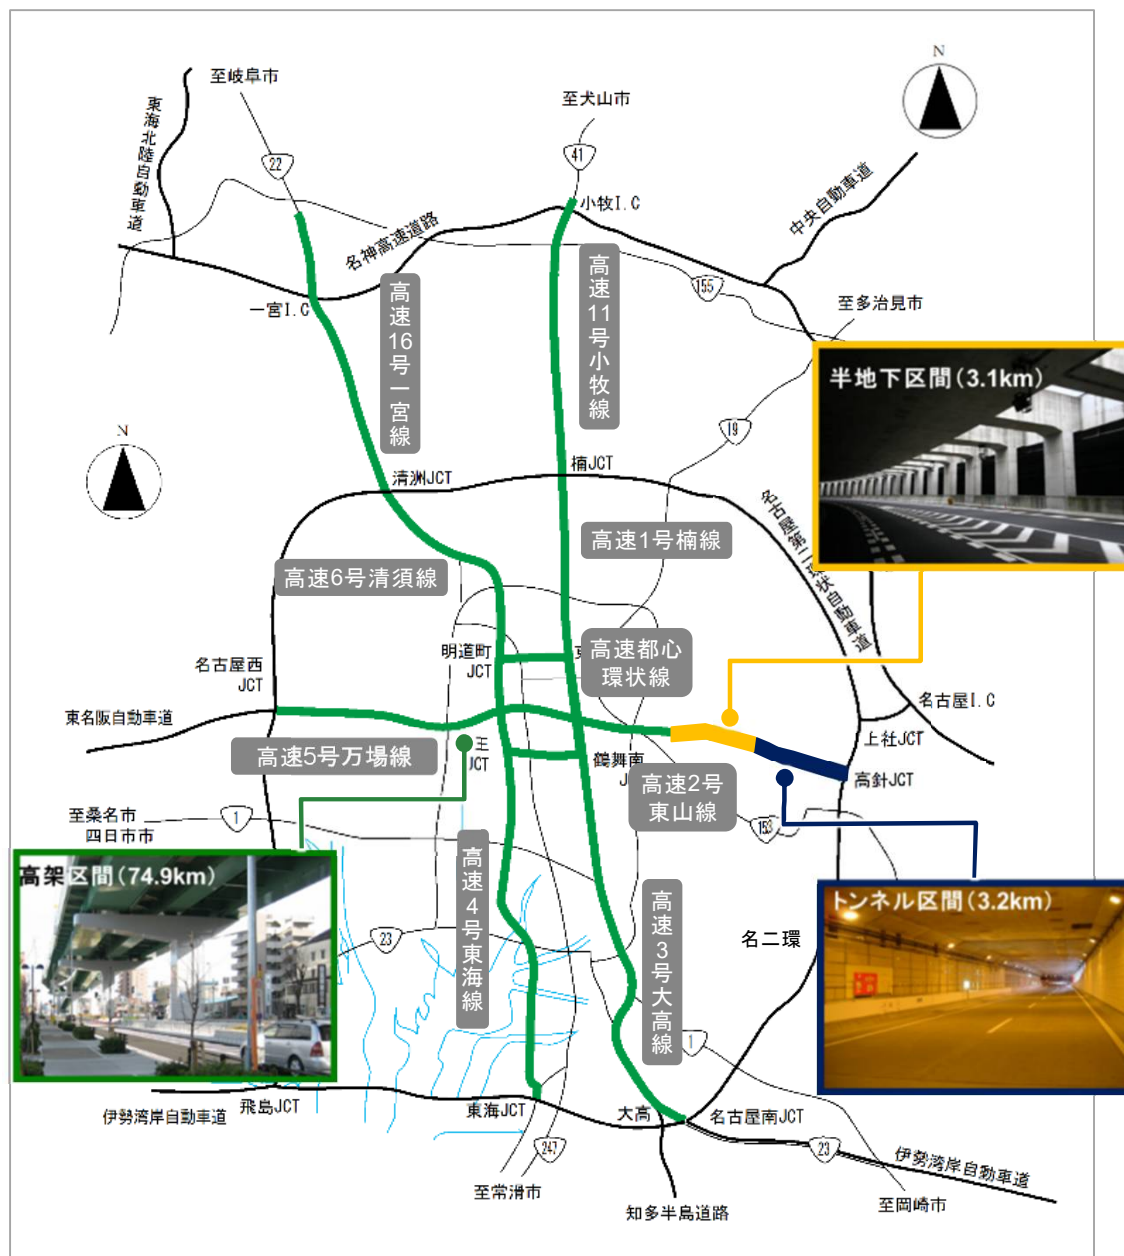 N
至岐阜市
至犬山市
東海北陸自動車道
22
41
小牧I.C
中央自動車道
名神高速道路
155
一宮I.C
高速16号一宮線
高速11号小牧線
至多治見市
半地下区間(3.1km)
N
19
清洲JCT
楠JCT
名古屋第二環状自動車道
高速1号楠線
高速6号清須線
明道町
JCT
高速都心
環状線
名古屋西
JCT
東名阪自動車道
名古屋I.C
上社JCT
高速5号万場線
王
JCT
鶴舞南
高針JCT
高速2号
東山線
至桑名市
四日市市
1
153
高架区間(74.9km)
高速4号東海線
高速3号大高線
トンネル区間(3.2km)
23
名二環
1
伊勢湾岸自動車道
飛島JCT
東海JCT
大高
名古屋南JCT
247
23
伊勢湾岸自動車道
至常滑市
知多半島道路
至岡崎市